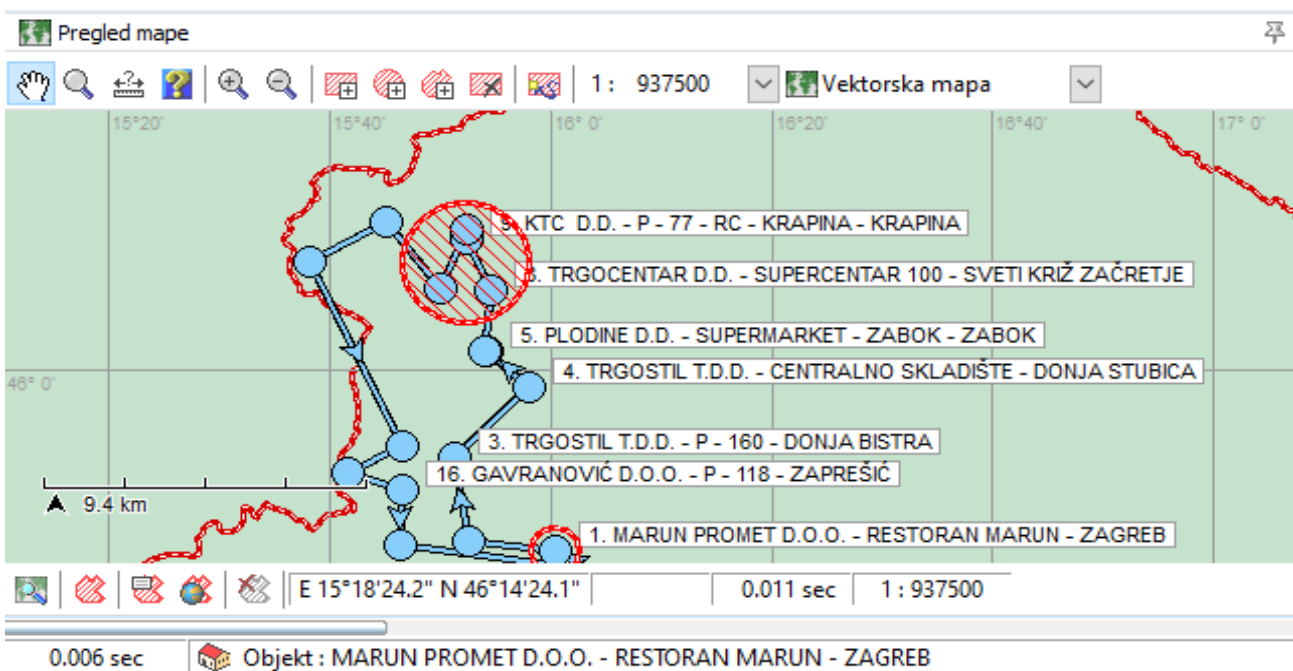 Pregled mape
1 : 937500 Vektorska mapa
15°20' 15°40' 16° 0' 16°20' 16°40' 17° 0'
9. KTC D.D. - P - 77 - RC - KRAPINA - KRAPINA
8. TRGOCENTAR D.D. - SUPERCENTAR 100 - SVETI KRIŽ ZAČRETJE
5. PLODINE D.D. - SUPERMARKET - ZABOK - ZABOK
4. TRGOSTIL T.D.D. - CENTRALNO SKLADIŠTE - DONJA STUBICA
46° 0'
3. TRGOSTIL T.D.D. - P - 160 - DONJA BISTRA
16. GAVRANOVIĆ D.O.O. - P - 118 - ZAPREŠIĆ
9.4 km
1. MARUN PROMET D.O.O. - RESTORAN MARUN - ZAGREB
E 15°18'24.2" N 46°14'24.1" 0.011 sec 1 : 937500
0.006 sec Objekt : MARUN PROMET D.O.O. - RESTORAN MARUN - ZAGREB